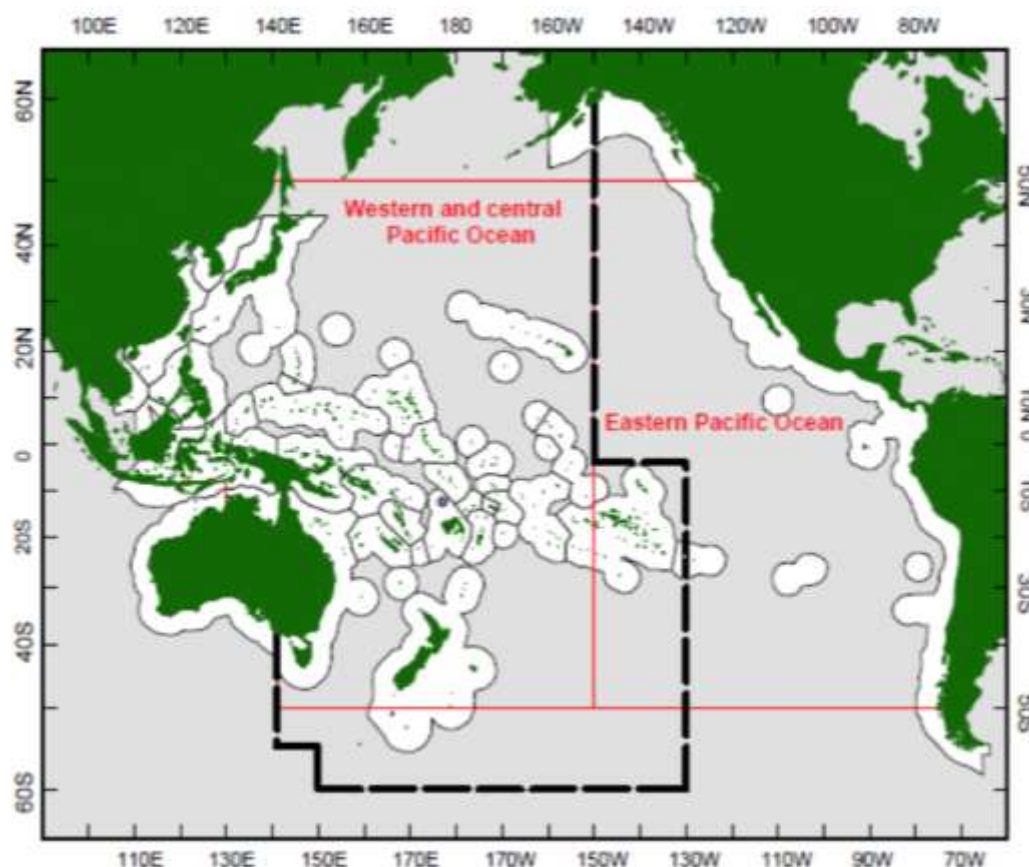 100E 120E 140E 160E 180 160W 140W 120W 100W 80W
60N
50N
Western and central
Pacific Ocean
40N
30N
20N
10N
Eastern Pacific Ocean
0
0
10S
20S
30S
40S
50S
60S
110E 130E 150E 170E 170W 150W 130W 110W 90W 70W